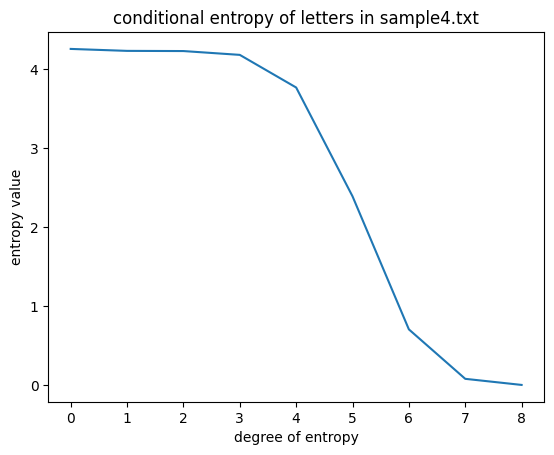 conditional entropy of letters in sample4.txt
entropy value
4
3
2
1
0
0 1 2 3 4 5 6 7 8
degree of entropy